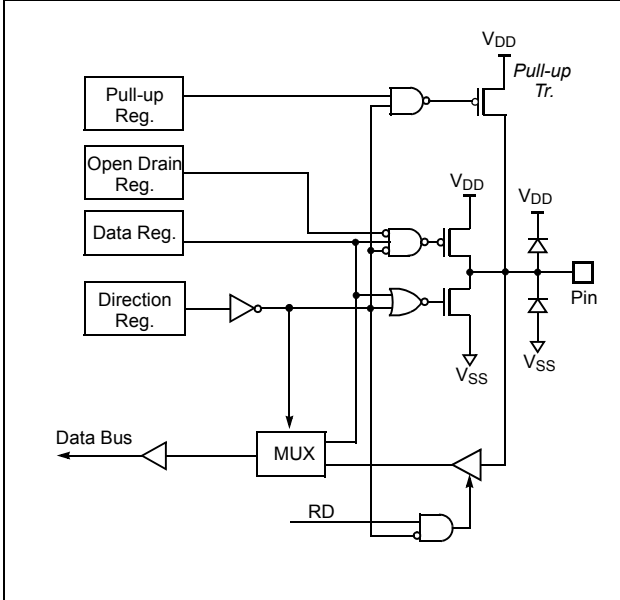 VDD
Pull-up
Tr.
Pull-up
Reg.
Open Drain
Reg.
VDD
VDD
Data Reg.
Direction
Reg.
Pin
VSS
VSS
Data Bus
MUX
RD